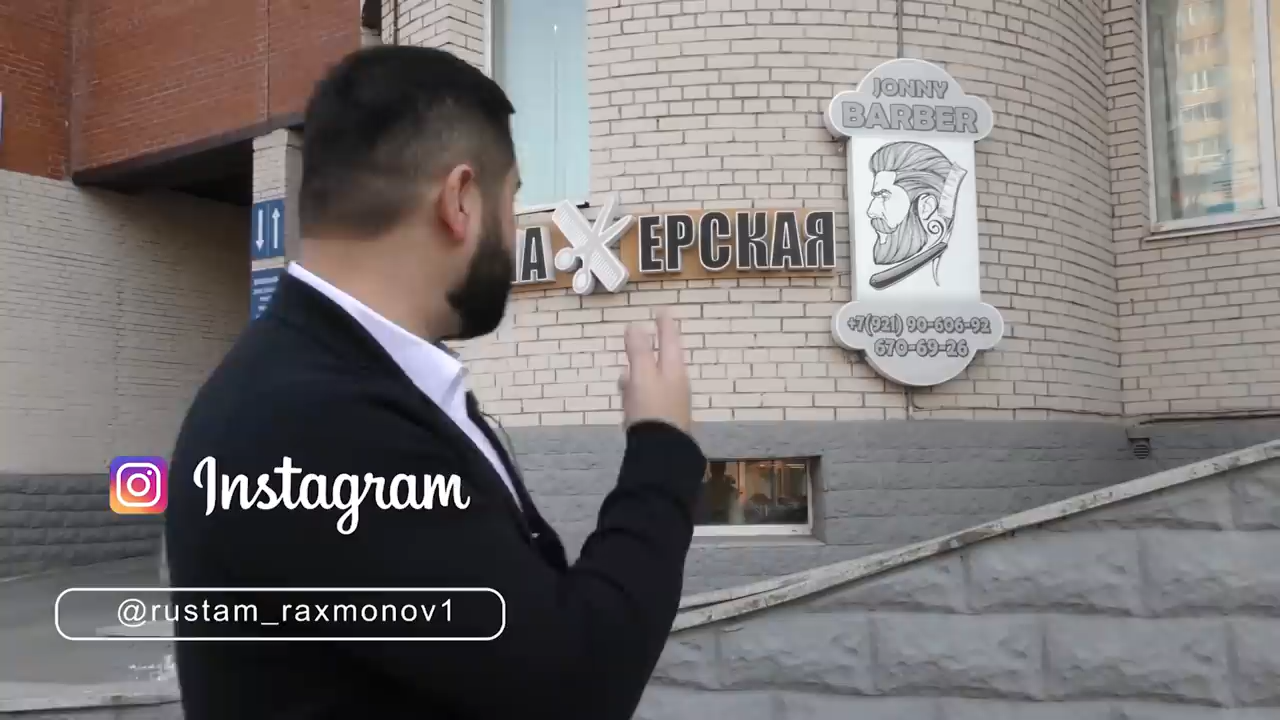 JONNY
BARBER
ЕРСКАЯ
+7(921) 90-606-92
670-69-26
Instagram
@rustam_raxmonov1